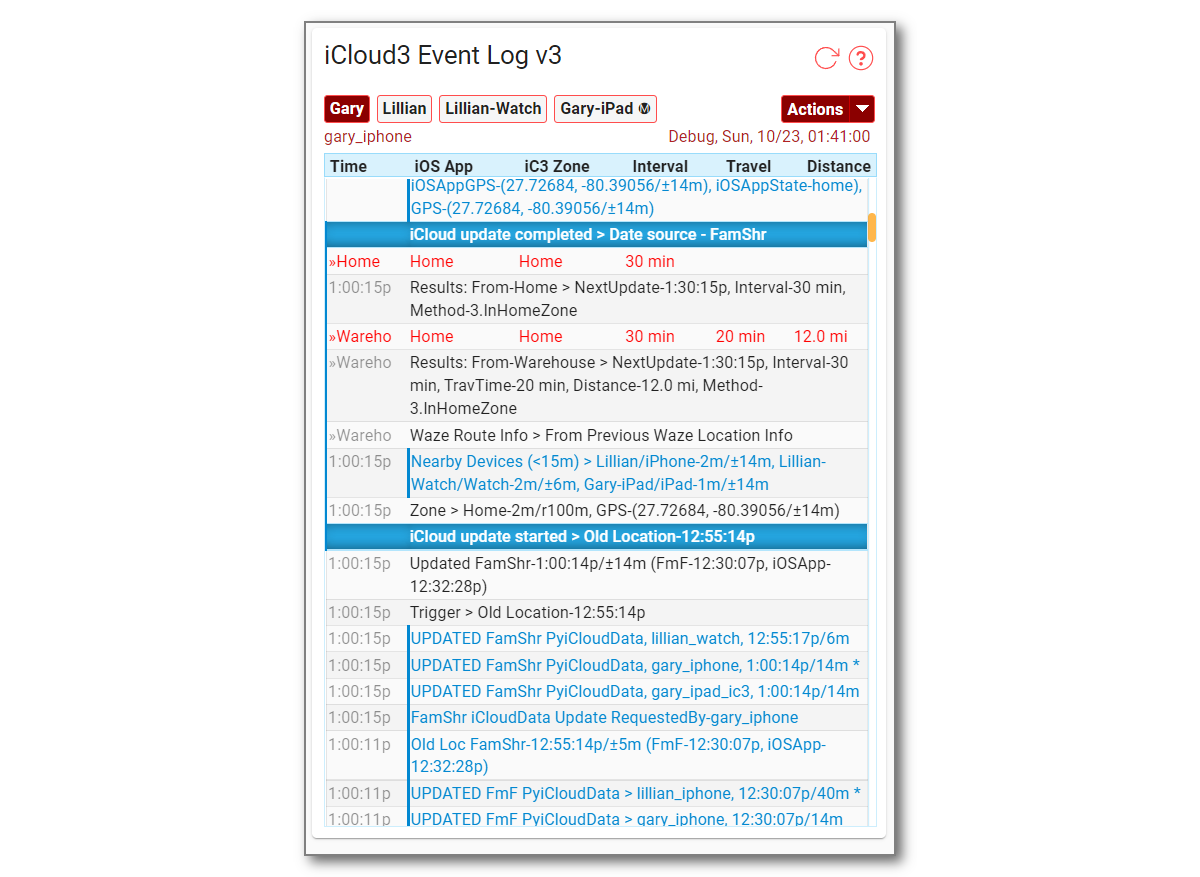 iCloud3 Event Log v3
Gary Lillian Lillian-Watch Gary-iPad Ⓜ Actions
gary_iphone Debug, Sun, 10/23, 01:41:00
Time iOS App iC3 Zone Interval Travel Distance
iOSAppGPS-(27.72684, -80.39056/±14m), iOSAppState-home),
GPS-(27.72684, -80.39056/±14m)
iCloud update completed > Date source - FamShr
»Home Home Home 30 min
1:00:15p Results: From-Home > NextUpdate-1:30:15p, Interval-30 min,
Method-3.InHomeZone
»Wareho Home Home 30 min 20 min 12.0 mi
»Wareho Results: From-Warehouse > NextUpdate-1:30:15p, Interval-30
min, TravTime-20 min, Distance-12.0 mi, Method-
3.InHomeZone
»Wareho Waze Route Info > From Previous Waze Location Info
1:00:15p Nearby Devices (<15m) > Lillian/iPhone-2m/±14m, Lillian-
Watch/Watch-2m/±6m, Gary-iPad/iPad-1m/±14m
1:00:15p Zone > Home-2m/r100m, GPS-(27.72684, -80.39056/±14m)
iCloud update started > Old Location-12:55:14p
1:00:15p Updated FamShr-1:00:14p/±14m (FmF-12:30:07p, iOSApp-
12:32:28p)
1:00:15p Trigger > Old Location-12:55:14p
1:00:15p UPDATED FamShr PyiCloudData, lillian_watch, 12:55:17p/6m
1:00:15p UPDATED FamShr PyiCloudData, gary_iphone, 1:00:14p/14m *
1:00:15p UPDATED FamShr PyiCloudData, gary_ipad_ic3, 1:00:14p/14m
1:00:15p FamShr iCloudData Update RequestedBy-gary_iphone
1:00:11p Old Loc FamShr-12:55:14p/±5m (FmF-12:30:07p, iOSApp-
12:32:28p)
1:00:11p UPDATED FmF PyiCloudData > lillian_iphone, 12:30:07p/40m *
1:00:11p UPDATED FmF PyiCloudData > gary_iphone, 12:30:07p/14m